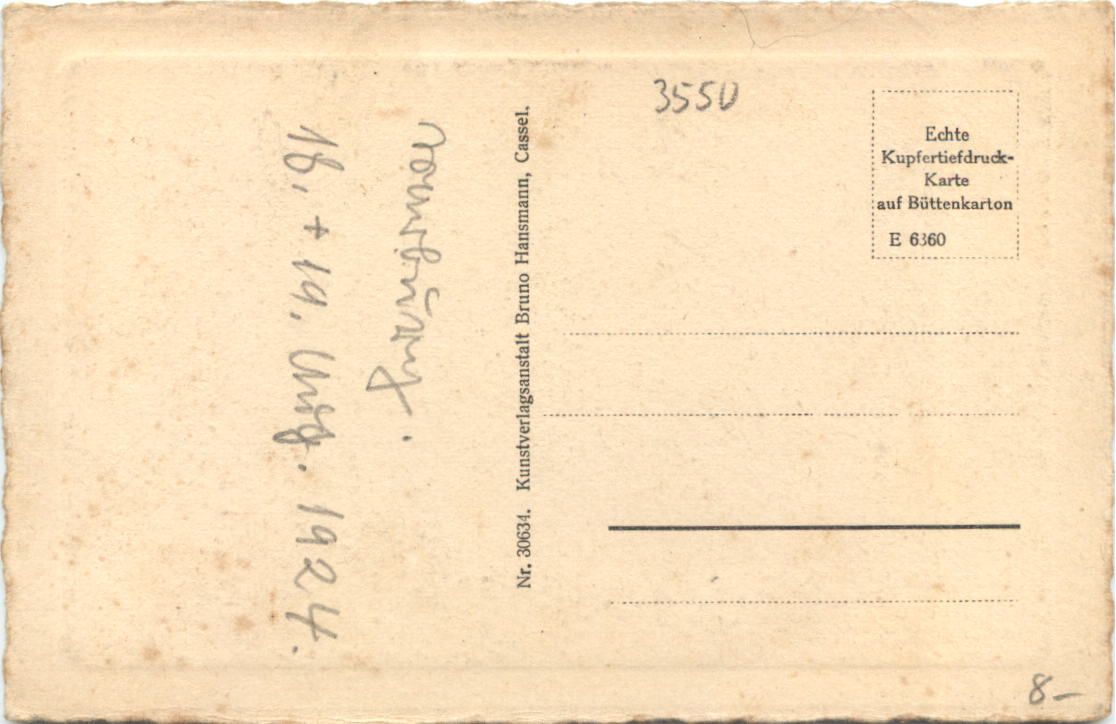 18. + 19. Aug. 1924.
Nr. 30634. Kunstverlagsanstalt Bruno Hansmann, Cassel.
3550
Echte
Kupfertiefdruck-
Karte
auf Büttenkarton
E 6360
8-